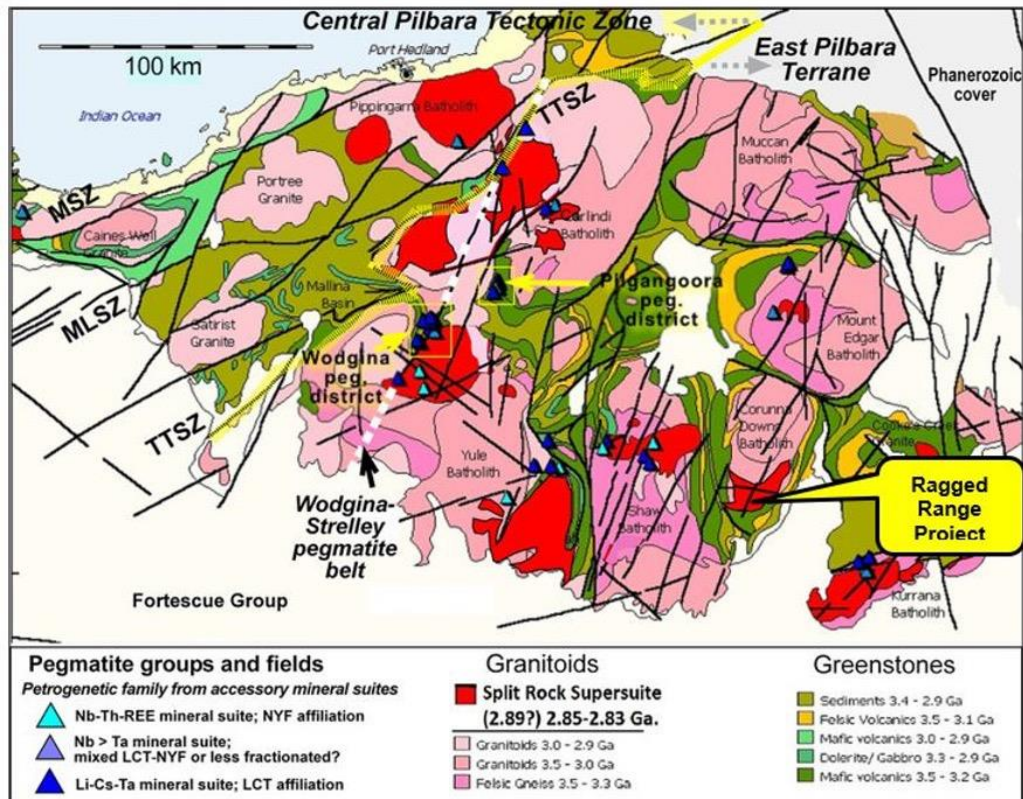 Central Pilbara Tectonic Zone
100 km
Port Hedland
East Pilbara
Terrane
Phanerozoic
cover
Indian Ocean
Pippingarra Batholith
TTSZ
Muccan
Batholith
MSZ
Portree
Granite
Caines Well
Granite
Carlindi
Batholith
MLSZ
Mallina
Basin
Pilgangoora
peg.
district
Satirist
Granite
Wodgina
peg.
district
Mount
Edgar
Batholith
TTSZ
Corunna
Downs
Batholith
Cooke's Creek
Granite
Yule
Batholith
Ragged
Range
Project
Wodgina-
Strelley
pegmatite
belt
Shaw
Batholith
Fortescue Group
Kurrana
Batholith
Pegmatite groups and fields
Petrogenetic family from accessory mineral suites
Nb-Th-REE mineral suite; NYF affiliation
Nb > Ta mineral suite;
mixed LCT-NYF or less fractionated?
Li-Cs-Ta mineral suite; LCT affiliation
Granitoids
Split Rock Supersuite
(2.89?) 2.85-2.83 Ga.
Granitoids 3.0 - 2.9 Ga
Granitoids 3.5 - 3.0 Ga
Felsic Gneiss 3.5 - 3.3 Ga
Greenstones
Sediments 3.4 - 2.9 Ga
Felsic Volcanics 3.5 - 3.1 Ga
Mafic volcanics 3.0 - 2.9 Ga
Dolerite/ Gabbro 3.3 - 2.9 Ga
Mafic volcanics 3.5 - 3.2 Ga